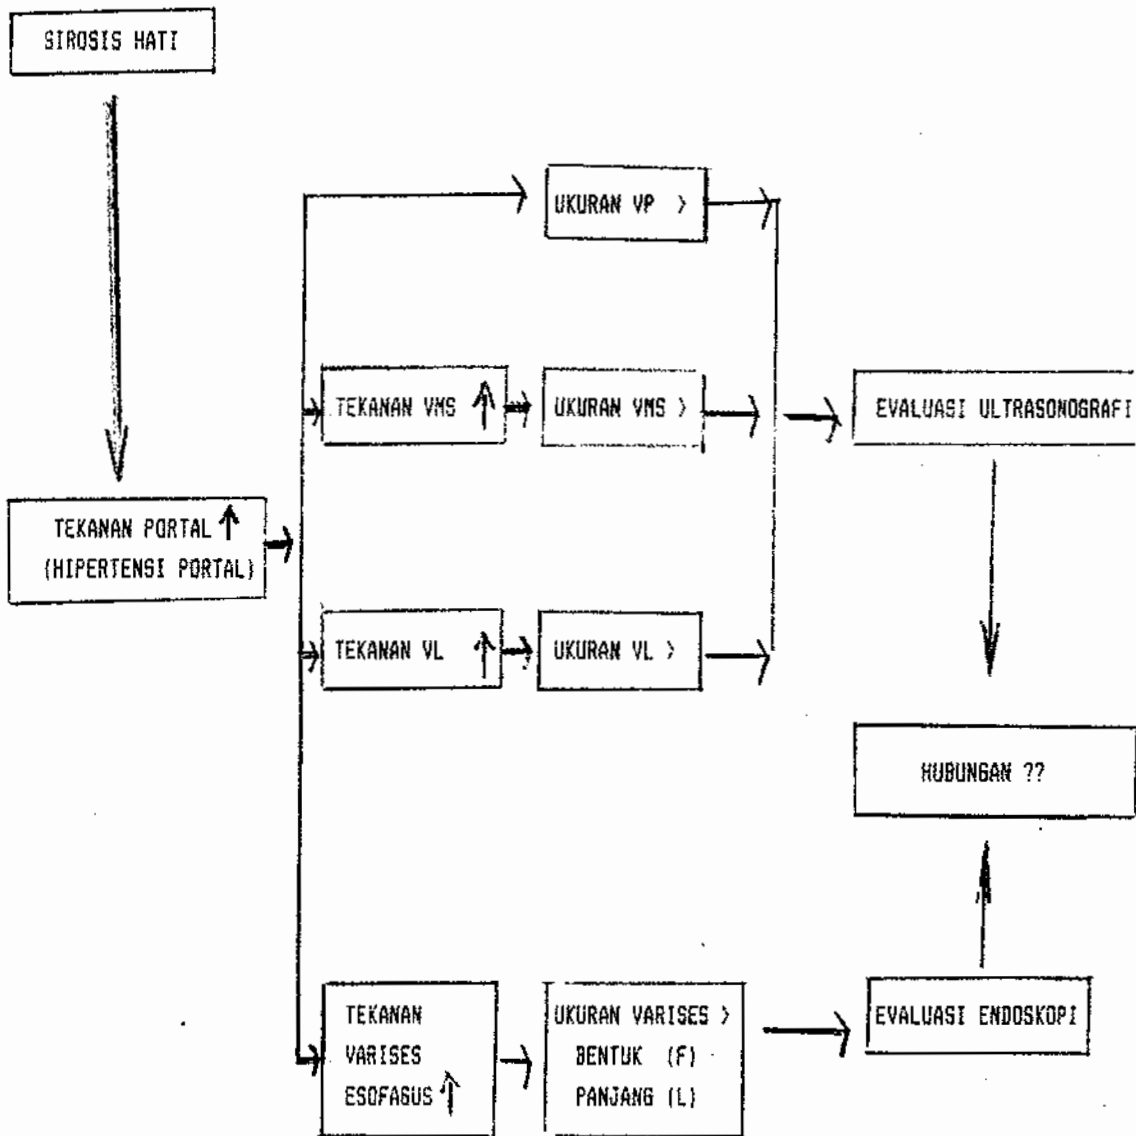 SIROSIS HATI
UKURAN VP >
TEKANAN VMS ↑
UKURAN VMS >
EVALUASI ULTRASONOGRAFI
TEKANAN PORTAL ↑
(HIPERTENSI PORTAL)
TEKANAN VL ↑
UKURAN VL >
HUBUNGAN ??
TEKANAN
VARISES
ESOFAGUS ↑
UKURAN VARISES >
BENTUK (F)
PANJANG (L)
EVALUASI ENDOSKOPI